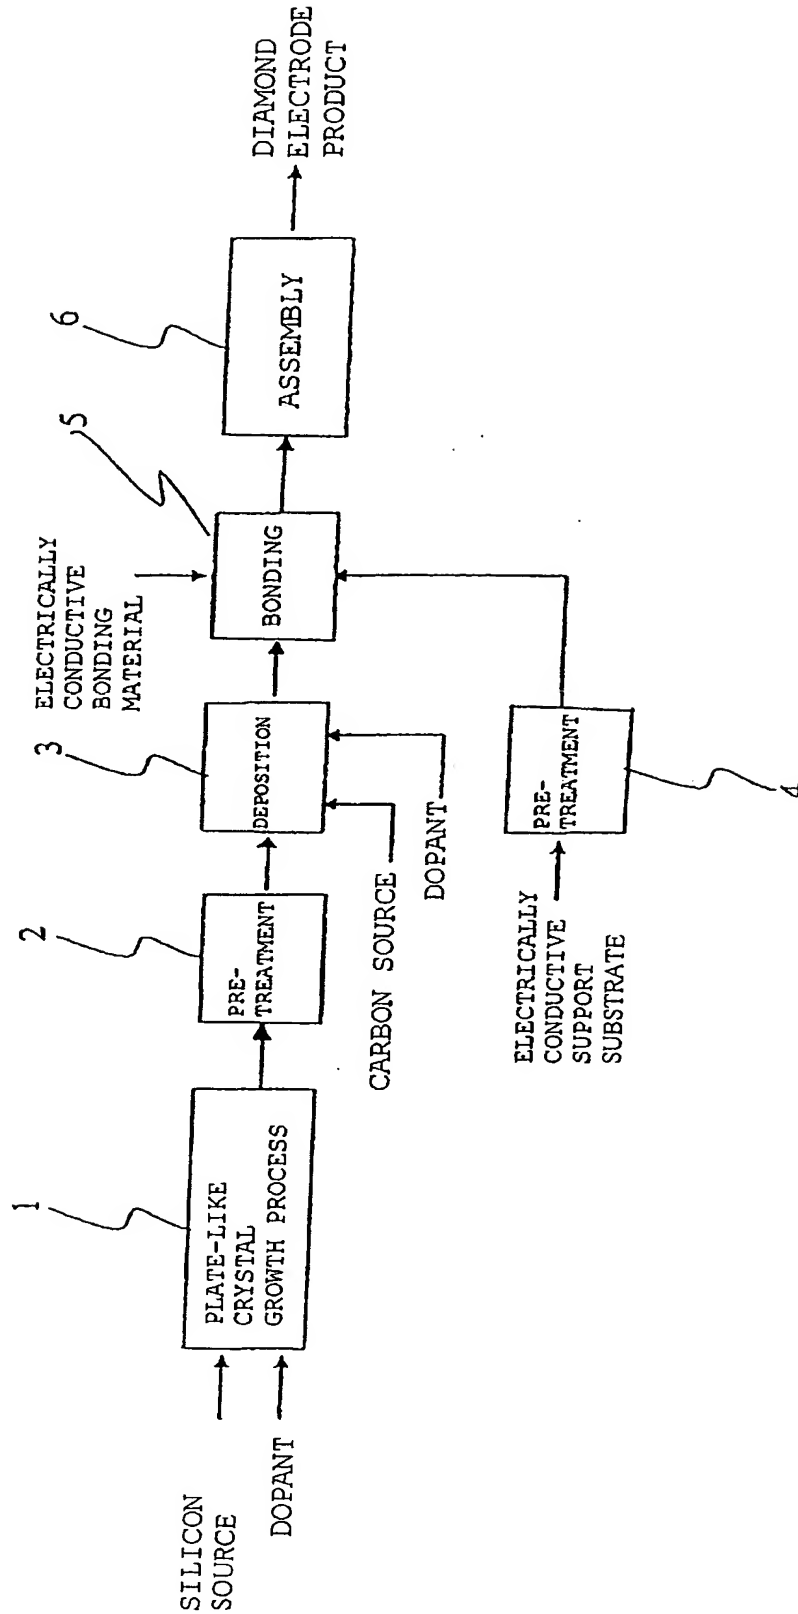 SILICON
SOURCE
DOPANT
1
PLATE-LIKE
CRYSTAL
GROWTH PROCESS
2
PRE-
TREATMENT
3
DEPOSITION
CARBON SOURCE
DOPANT
ELECTRICALLY
CONDUCTIVE
SUPPORT
SUBSTRATE
PRE-
TREATMENT
4
ELECTRICALLY
CONDUCTIVE
BONDING
MATERIAL
5
BONDING
6
ASSEMBLY
DIAMOND
ELECTRODE
PRODUCT